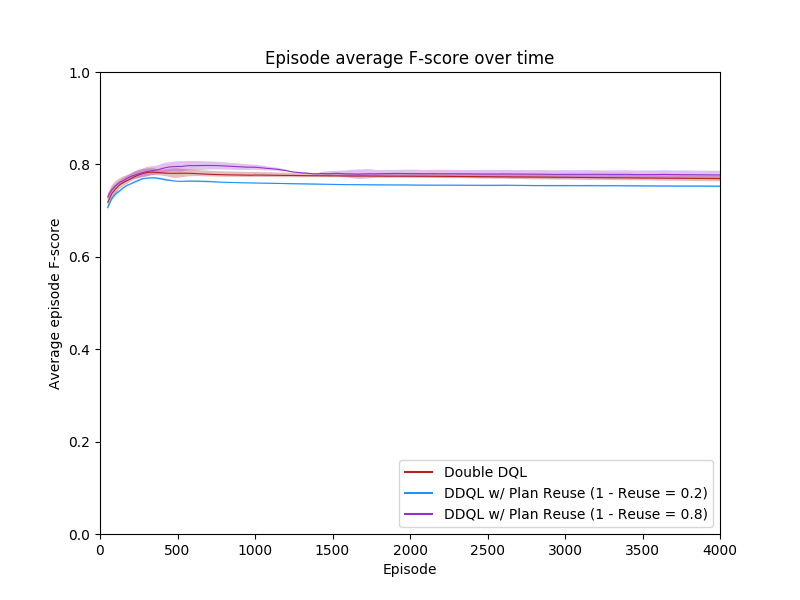 Episode average F-score over time
Average episode F-score
1.0
0.8
0.6
0.4
0.2
0.0
Double DQL
DDQL w/ Plan Reuse (1 - Reuse = 0.2)
DDQL w/ Plan Reuse (1 - Reuse = 0.8)
0 500 1000 1500 2000 2500 3000 3500 4000
Episode